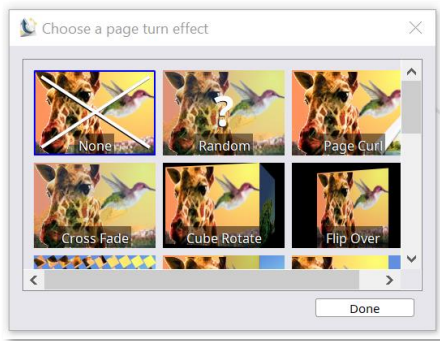 Choose a page turn effect
None
Random
Page Curl
Cross Fade
Cube Rotate
Flip Over
Done